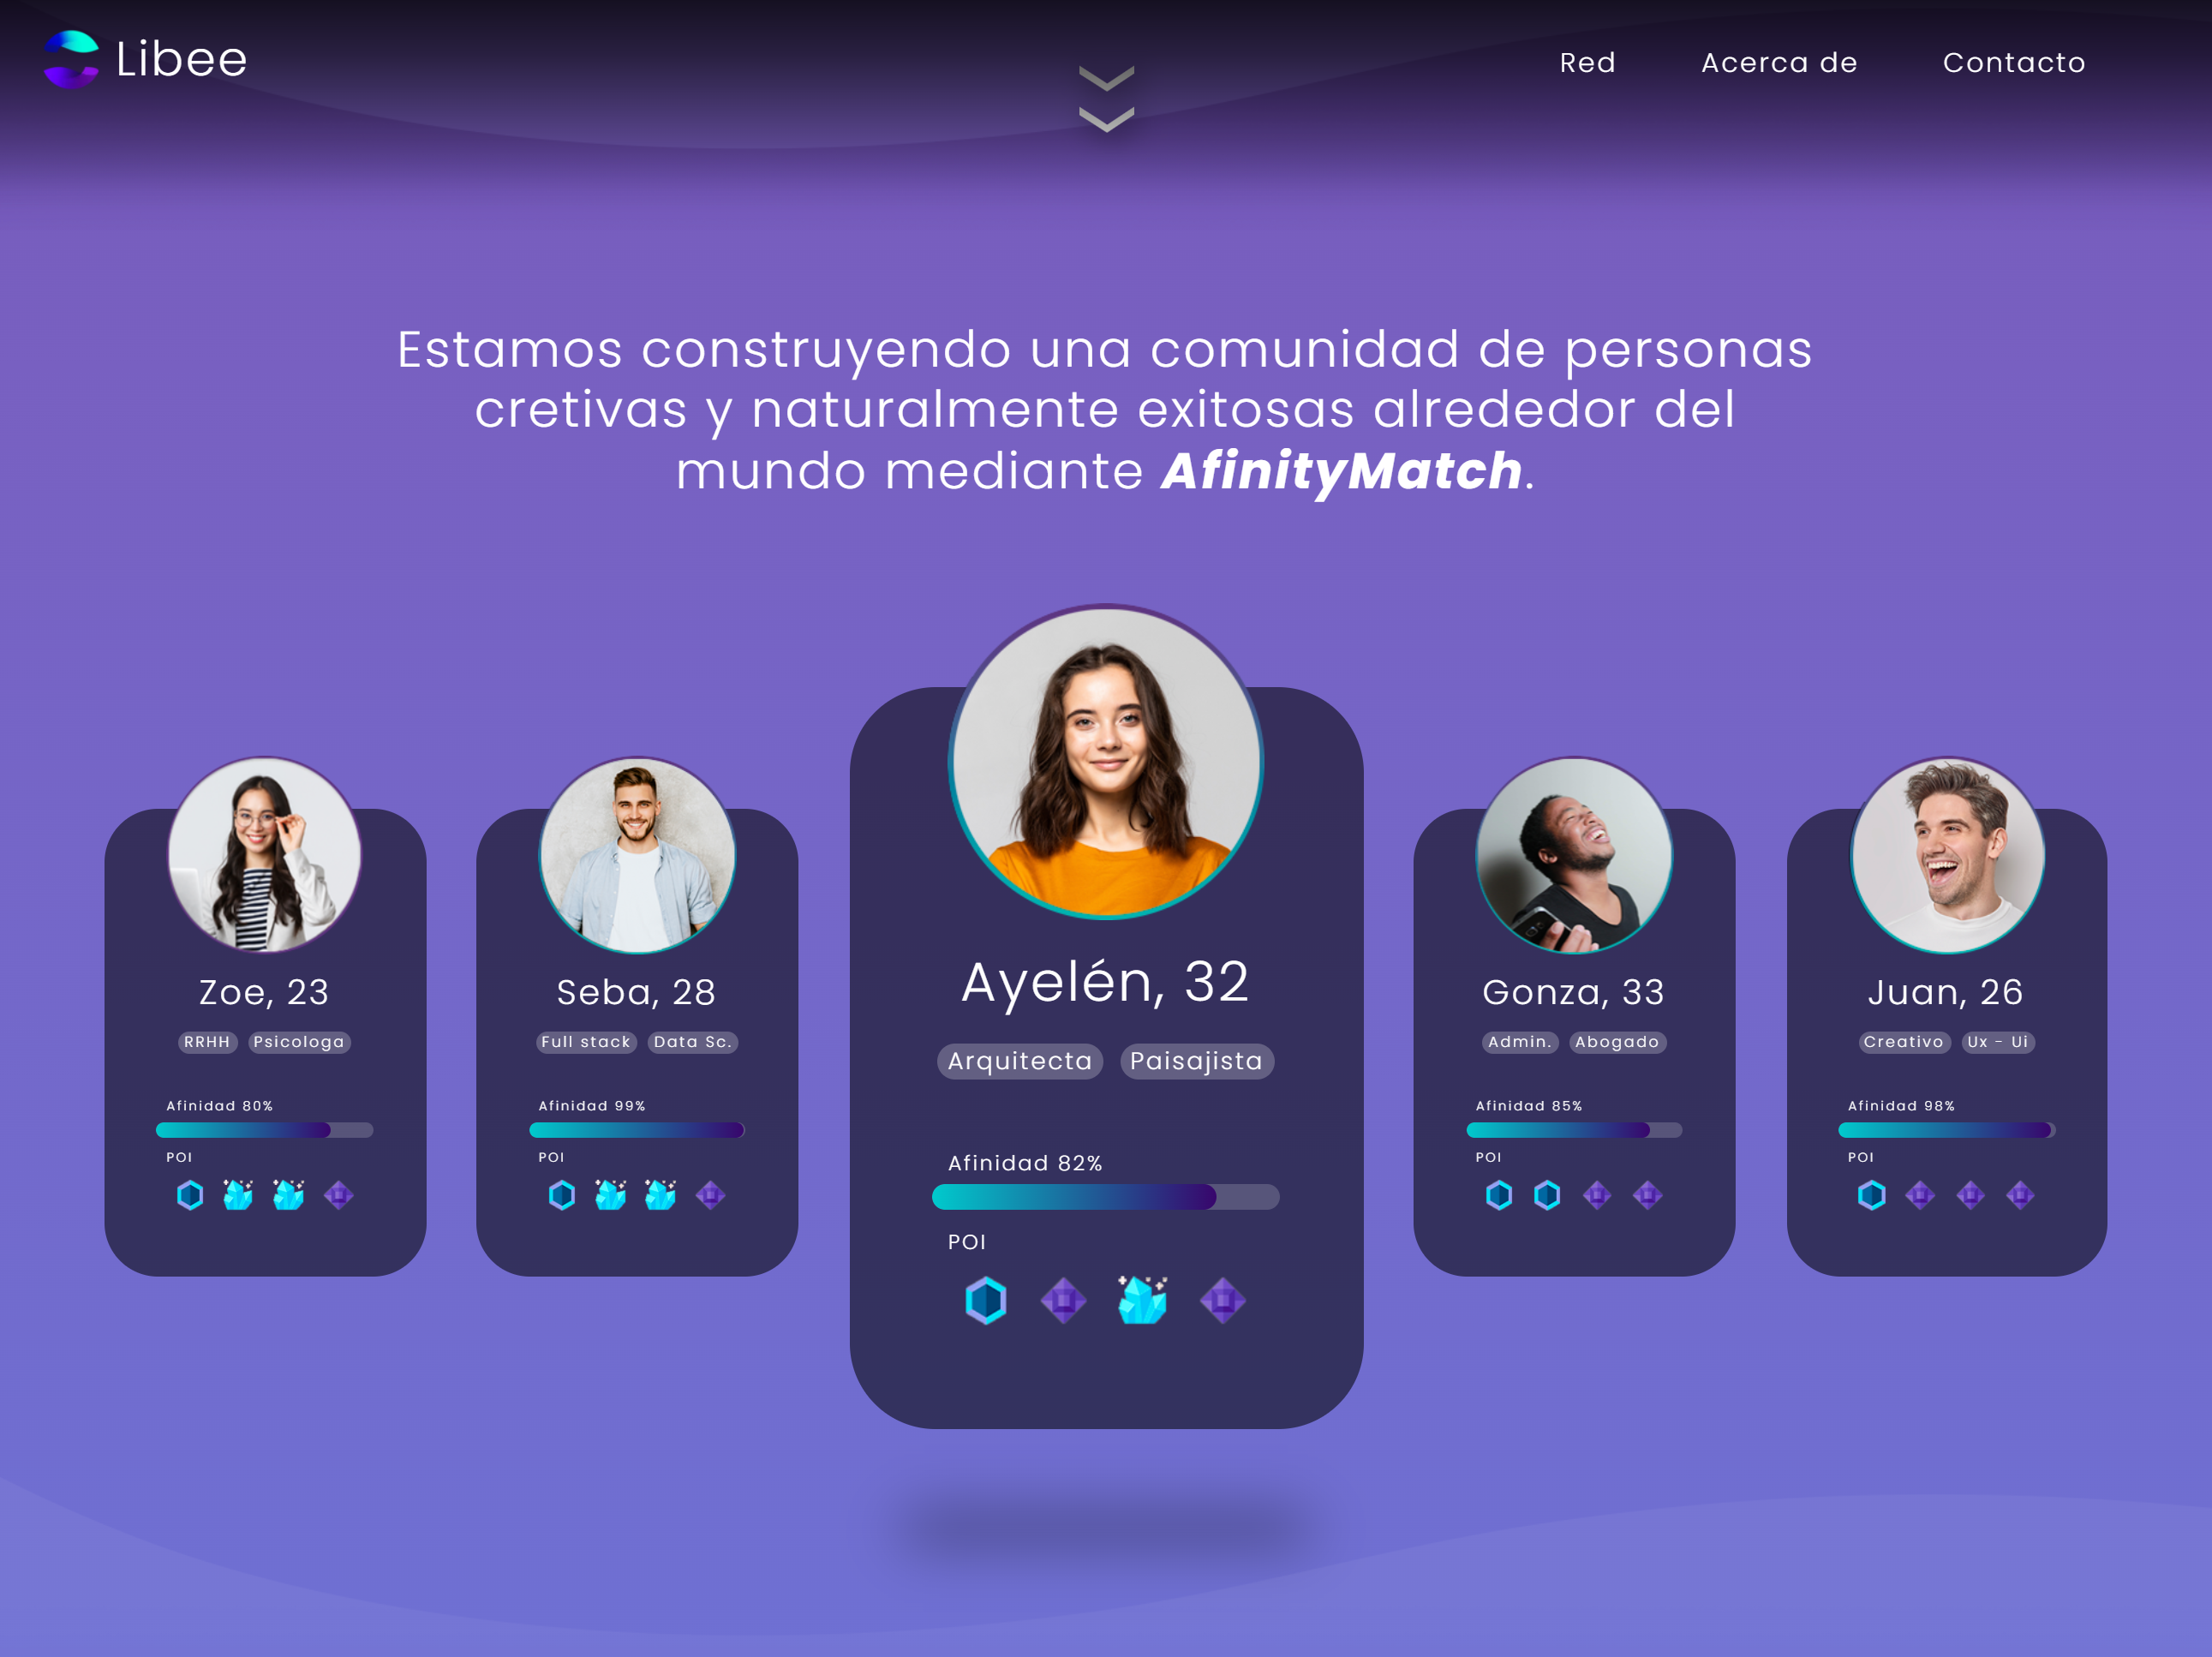 Libee
Red
Acerca de
Contacto
Estamos construyendo una comunidad de personas
cretivas y naturalmente exitosas alrededor del
mundo mediante AfinityMatch.
Zoe, 23
RRHH
Psicologa
Afinidad 80%
POI
Seba, 28
Full stack
Data Sc.
Afinidad 99%
POI
Ayelén, 32
Arquitecta
Paisajista
Afinidad 82%
POI
Gonza, 33
Admin.
Abogado
Afinidad 85%
POI
Juan, 26
Creativo
Ux - Ui
Afinidad 98%
POI